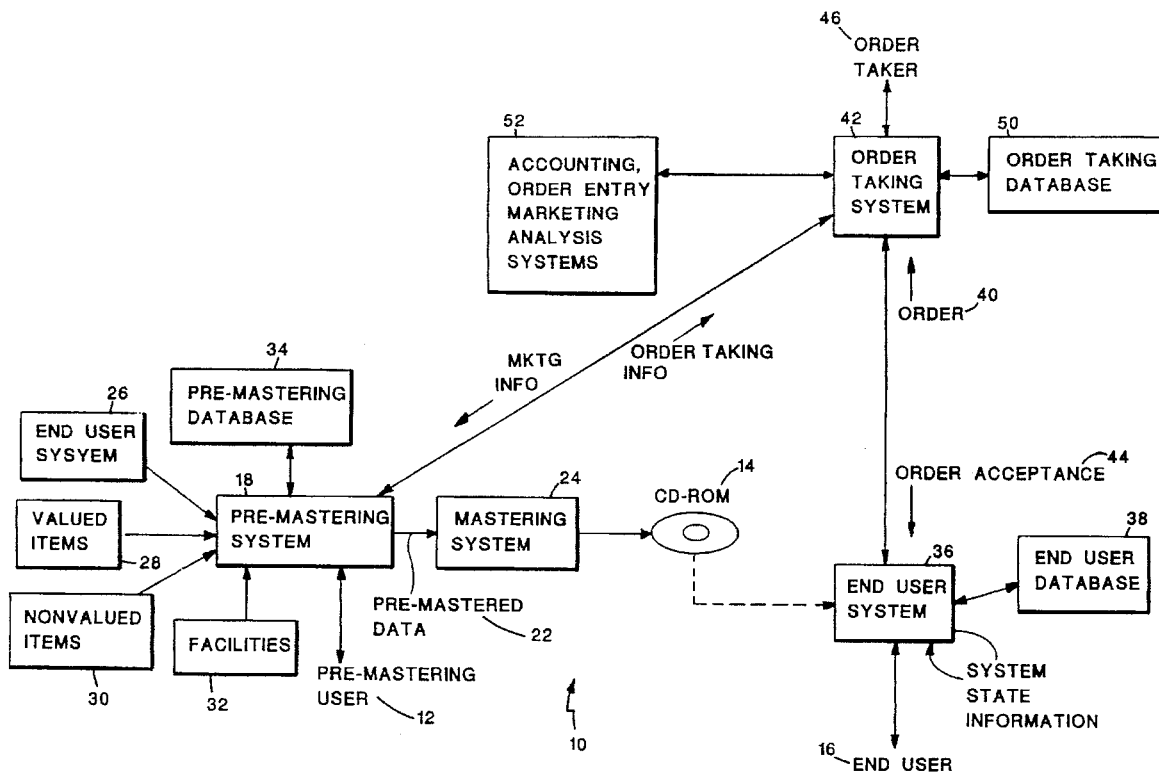 46
ORDER
TAKER
52
ACCOUNTING,
ORDER ENTRY
MARKETING
ANALYSIS
SYSTEMS
42
ORDER
TAKING
SYSTEM
50
ORDER TAKING
DATABASE
ORDER 40
MKTG
INFO
ORDER TAKING
INFO
34
PRE-MASTERING
DATABASE
26
END USER
SYSYEM
VALUED
ITEMS
28
NONVALUED
ITEMS
30
18
PRE-MASTERING
SYSTEM
FACILITIES
32
PRE-MASTERED
DATA 22
PRE-MASTERING
USER 12
24
MASTERING
SYSTEM
14
CD-ROM
10
ORDER ACCEPTANCE 44
36
END USER
SYSTEM
38
END USER
DATABASE
SYSTEM
STATE
INFORMATION
16 END USER